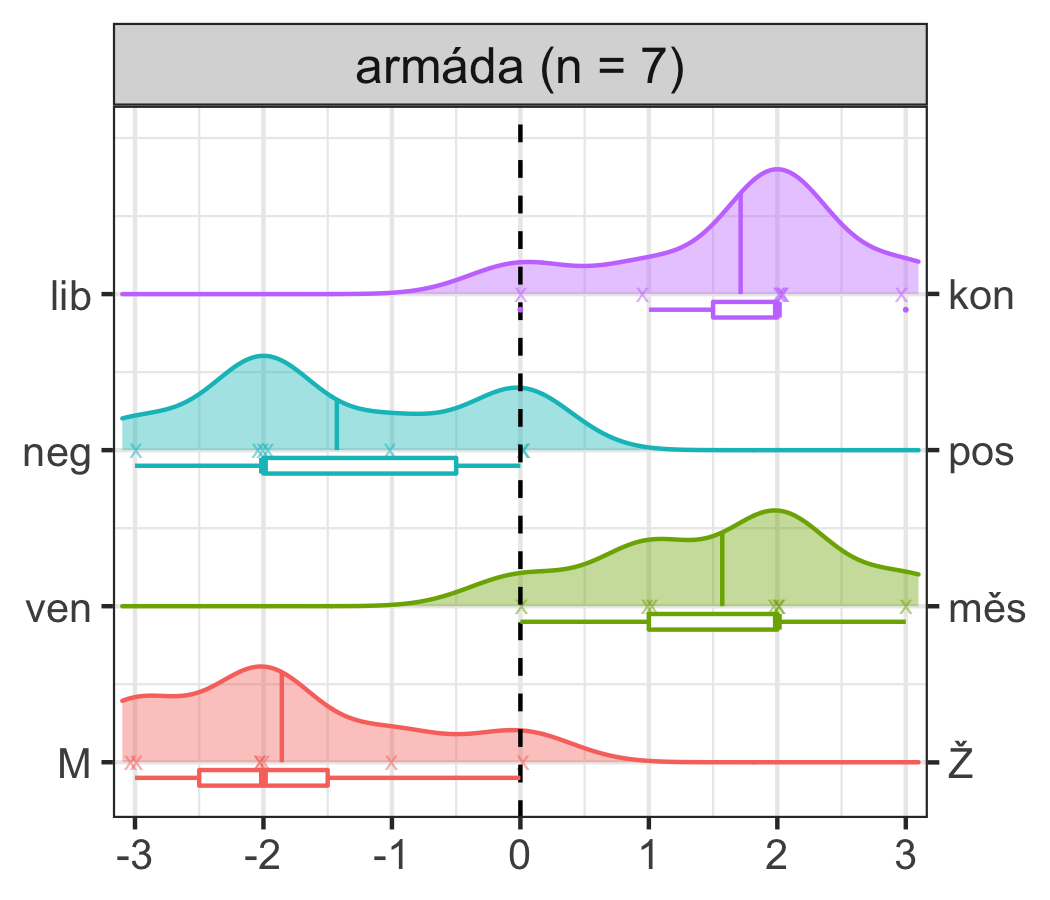 armáda (n = 7)
lib kon
neg pos
ven měs
M Ž
-3 -2 -1 0 1 2 3